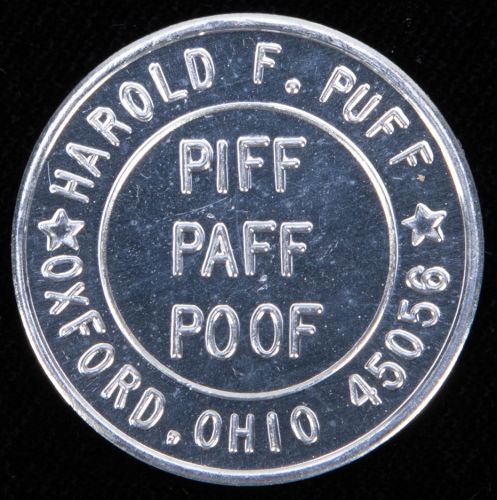 HAROLD F. PUFF
PIFF
PAFF
POOF
OXFORD, OHIO 45056